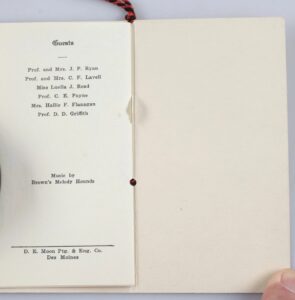 Guests
Prof. and Mrs. J. P. Ryan
Prof. and Mrs. C. F. Lavell
Miss Luella J. Read
Prof. C. E. Payne
Mrs. Hallie F. Flanagan
Prof. D. D. Griffith
Music by
Brown's Melody Hounds
D. R. Moon Ptg. & Eng. Co.
Des Moines